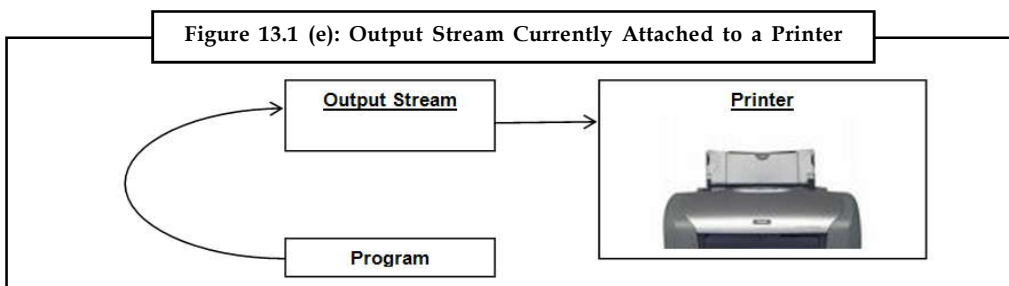 Figure 13.1 (e): Output Stream Currently Attached to a Printer
Output Stream
Printer
Program